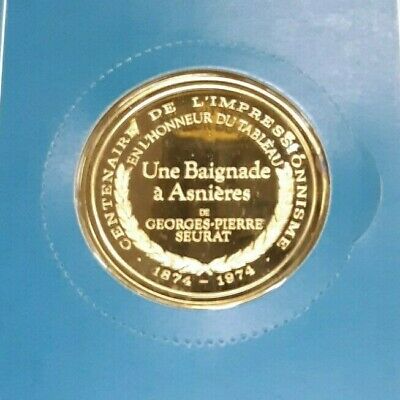 · CENTENAIRE DE L'IMPRESSIONNISME ·
EN L'HONNEUR DU TABLEAU
Une Baignade
à Asnières
DE
GEORGES-PIERRE
SEURAT
1874 - 1974